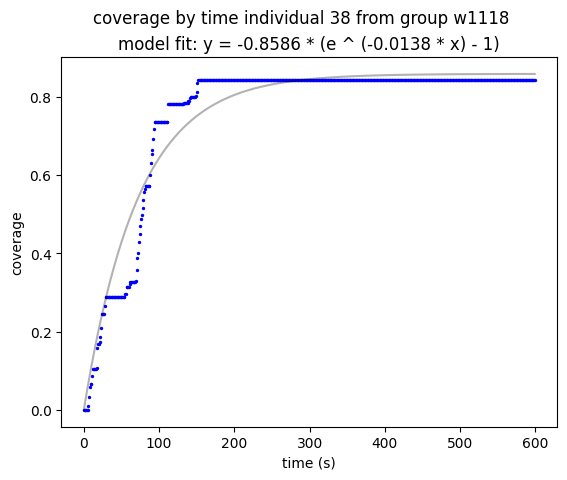 coverage by time individual 38 from group w1118
model fit: y = -0.8586 * (e ^ (-0.0138 * x) - 1)
0.8
0.6
0.4
0.2
0.0
coverage
0 100 200 300 400 500 600
time (s)